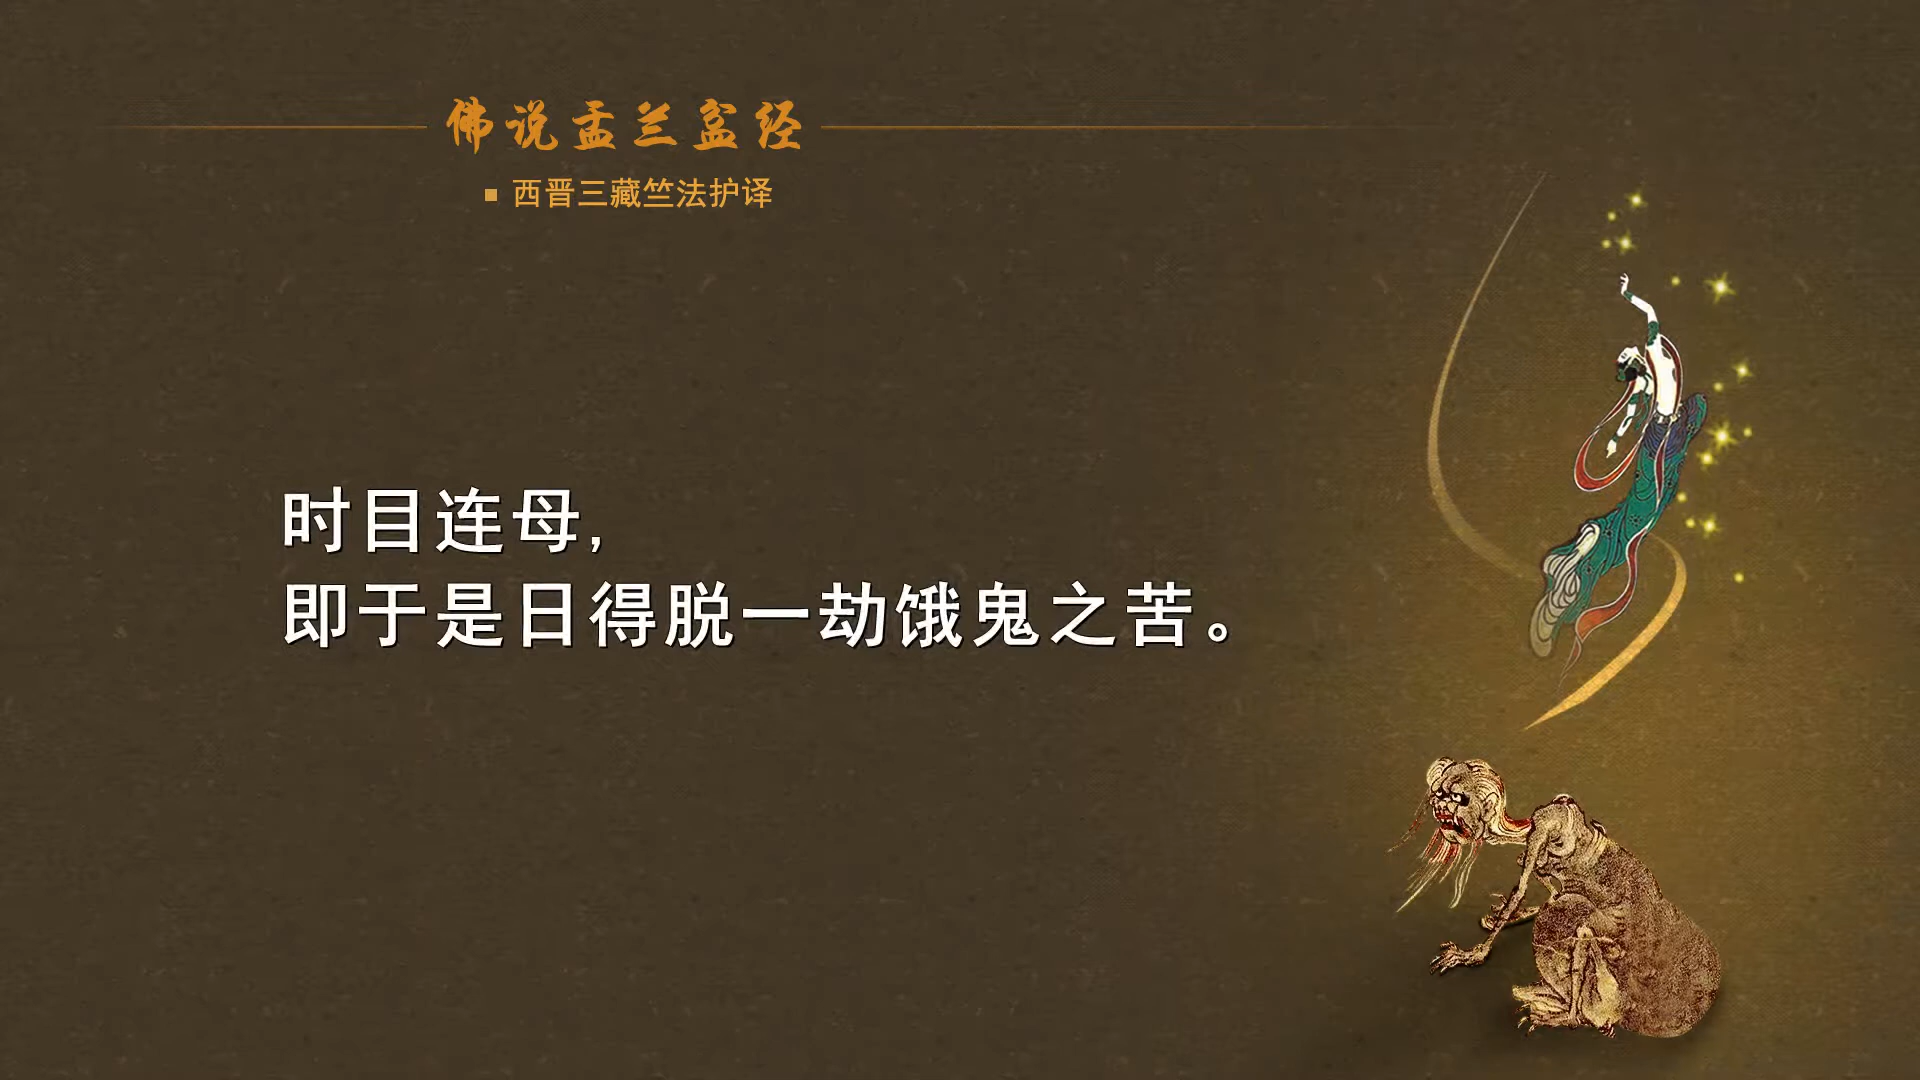 佛说盂兰盆经
▪ 西晋三藏竺法护译
时目连母,
即于是日得脱一劫饿鬼之苦。